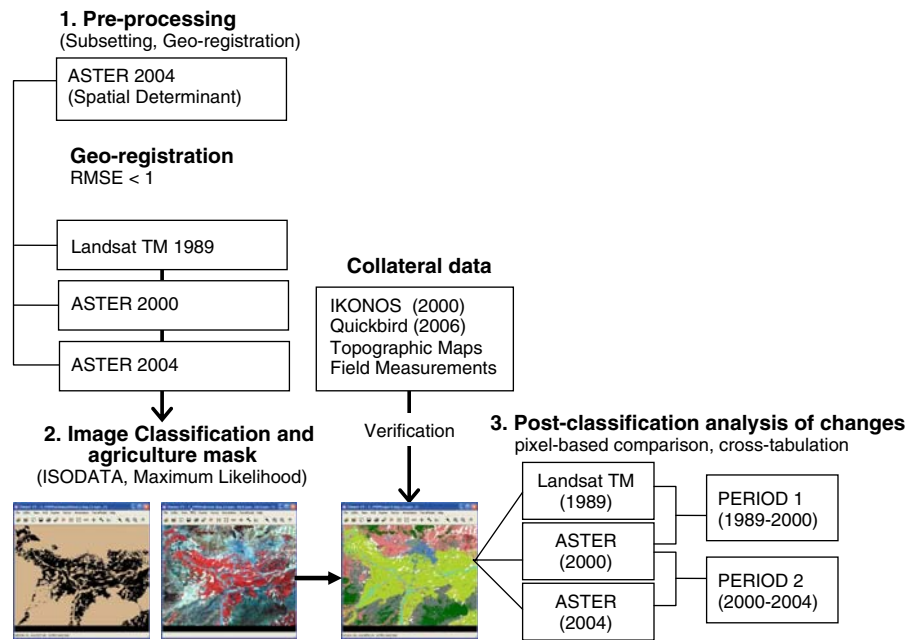 1. Pre-processing
(Subsetting, Geo-registration)
ASTER 2004
(Spatial Determinant)
Geo-registration
RMSE < 1
Landsat TM 1989
ASTER 2000
ASTER 2004
Collateral data
IKONOS (2000)
Quickbird (2006)
Topographic Maps
Field Measurements
Verification
2. Image Classification and
agriculture mask
(ISODATA, Maximum Likelihood)
3. Post-classification analysis of changes
pixel-based comparison, cross-tabulation
Landsat TM
(1989)
ASTER
(2000)
ASTER
(2004)
PERIOD 1
(1989-2000)
PERIOD 2
(2000-2004)